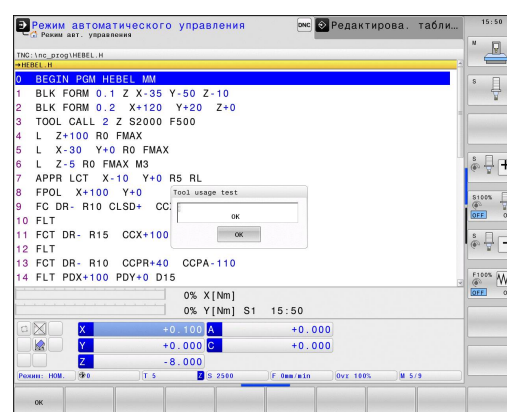 Режим автоматического управления
Режим авт. управления
DNC Редактирова. табли…
15:50
TNC:\nc_prog\HEBEL.H
→HEBEL.H
0 BEGIN PGM HEBEL MM
1 BLK FORM 0.1 Z X-35 Y-50 Z-10
2 BLK FORM 0.2 X+120 Y+20 Z+0
3 TOOL CALL 2 Z S2000 F500
4 L Z+100 R0 FMAX
5 L X-30 Y+0 R0 FMAX
6 L Z-5 R0 FMAX M3
7 APPR LCT X-10 Y+0 R5 RL
8 FPOL X+100 Y+0
9 FC DR- R10 CLSD+ CC
10 FLT
11 FCT DR- R15 CCX+100
12 FLT
13 FCT DR- R10 CCPR+40 CCPA-110
14 FLT PDX+100 PDY+0 D15
Tool usage test
OK
OK
0% X[Nm]
0% Y[Nm] S1 15:50
X +0.100 A +0.000
Y +0.000 C +0.000
Z -8.000
Режим: НОМ. 0 T 5 Z S 2500 F 0mm/min Ovr 100% M 5/9
OK
M
S
S
S100%
OFF
S
F100%
OFF